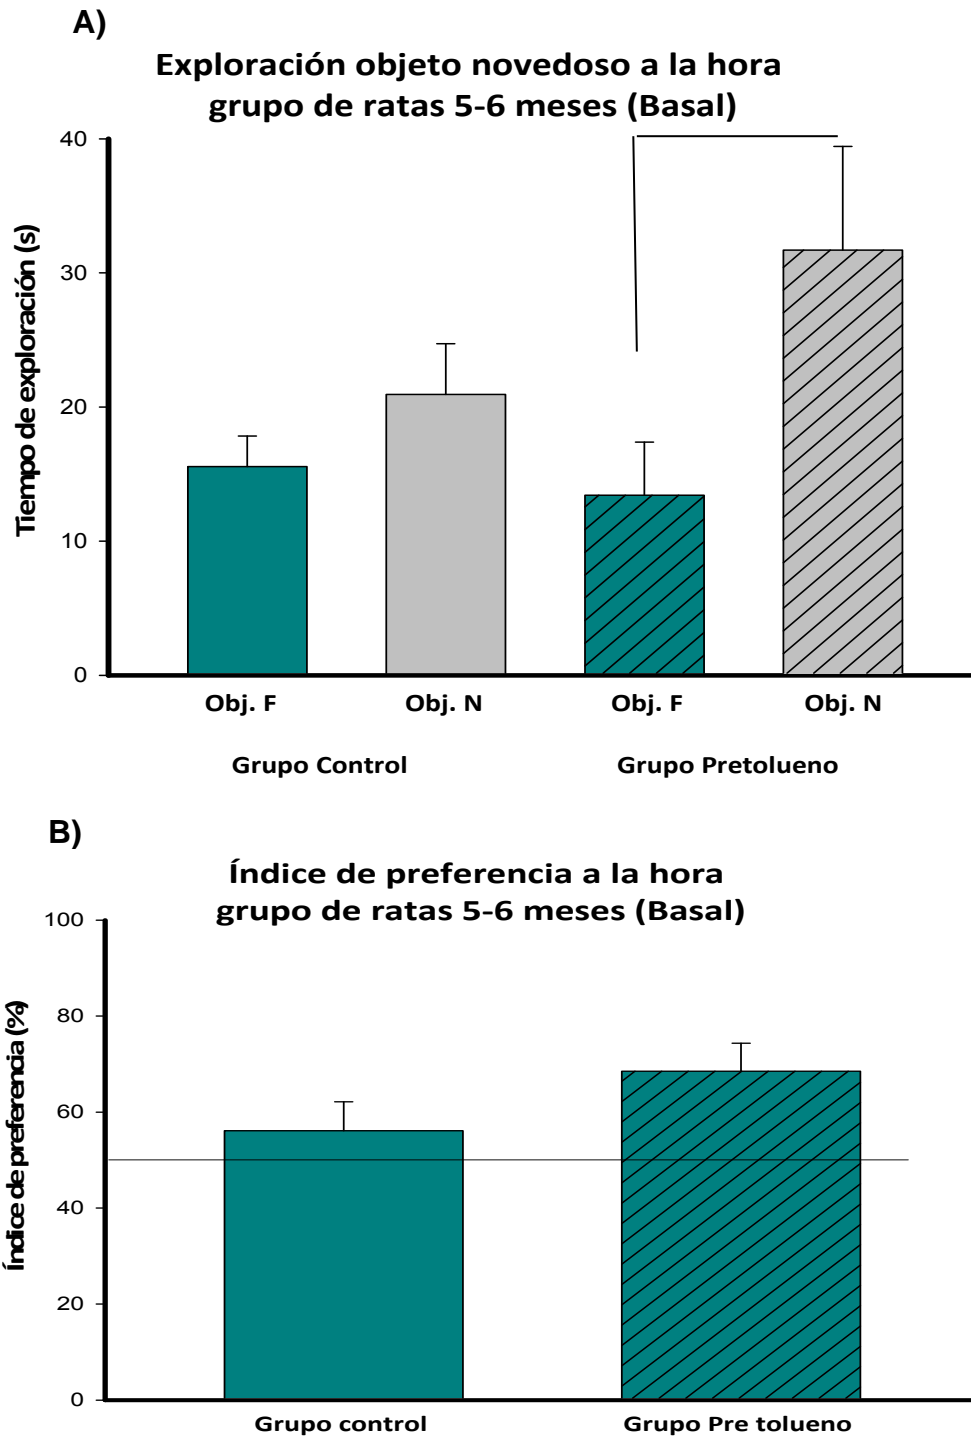 A)
Exploración objeto novedoso a la hora
grupo de ratas 5-6 meses (Basal)
Tiempo de exploración (s)
40
30
20
10
0
Obj. F Obj. N Obj. F Obj. N
Grupo Control Grupo Pretolueno
B)
Índice de preferencia a la hora
grupo de ratas 5-6 meses (Basal)
Índice de preferencia (%)
100
80
60
40
20
0
Grupo control Grupo Pre tolueno